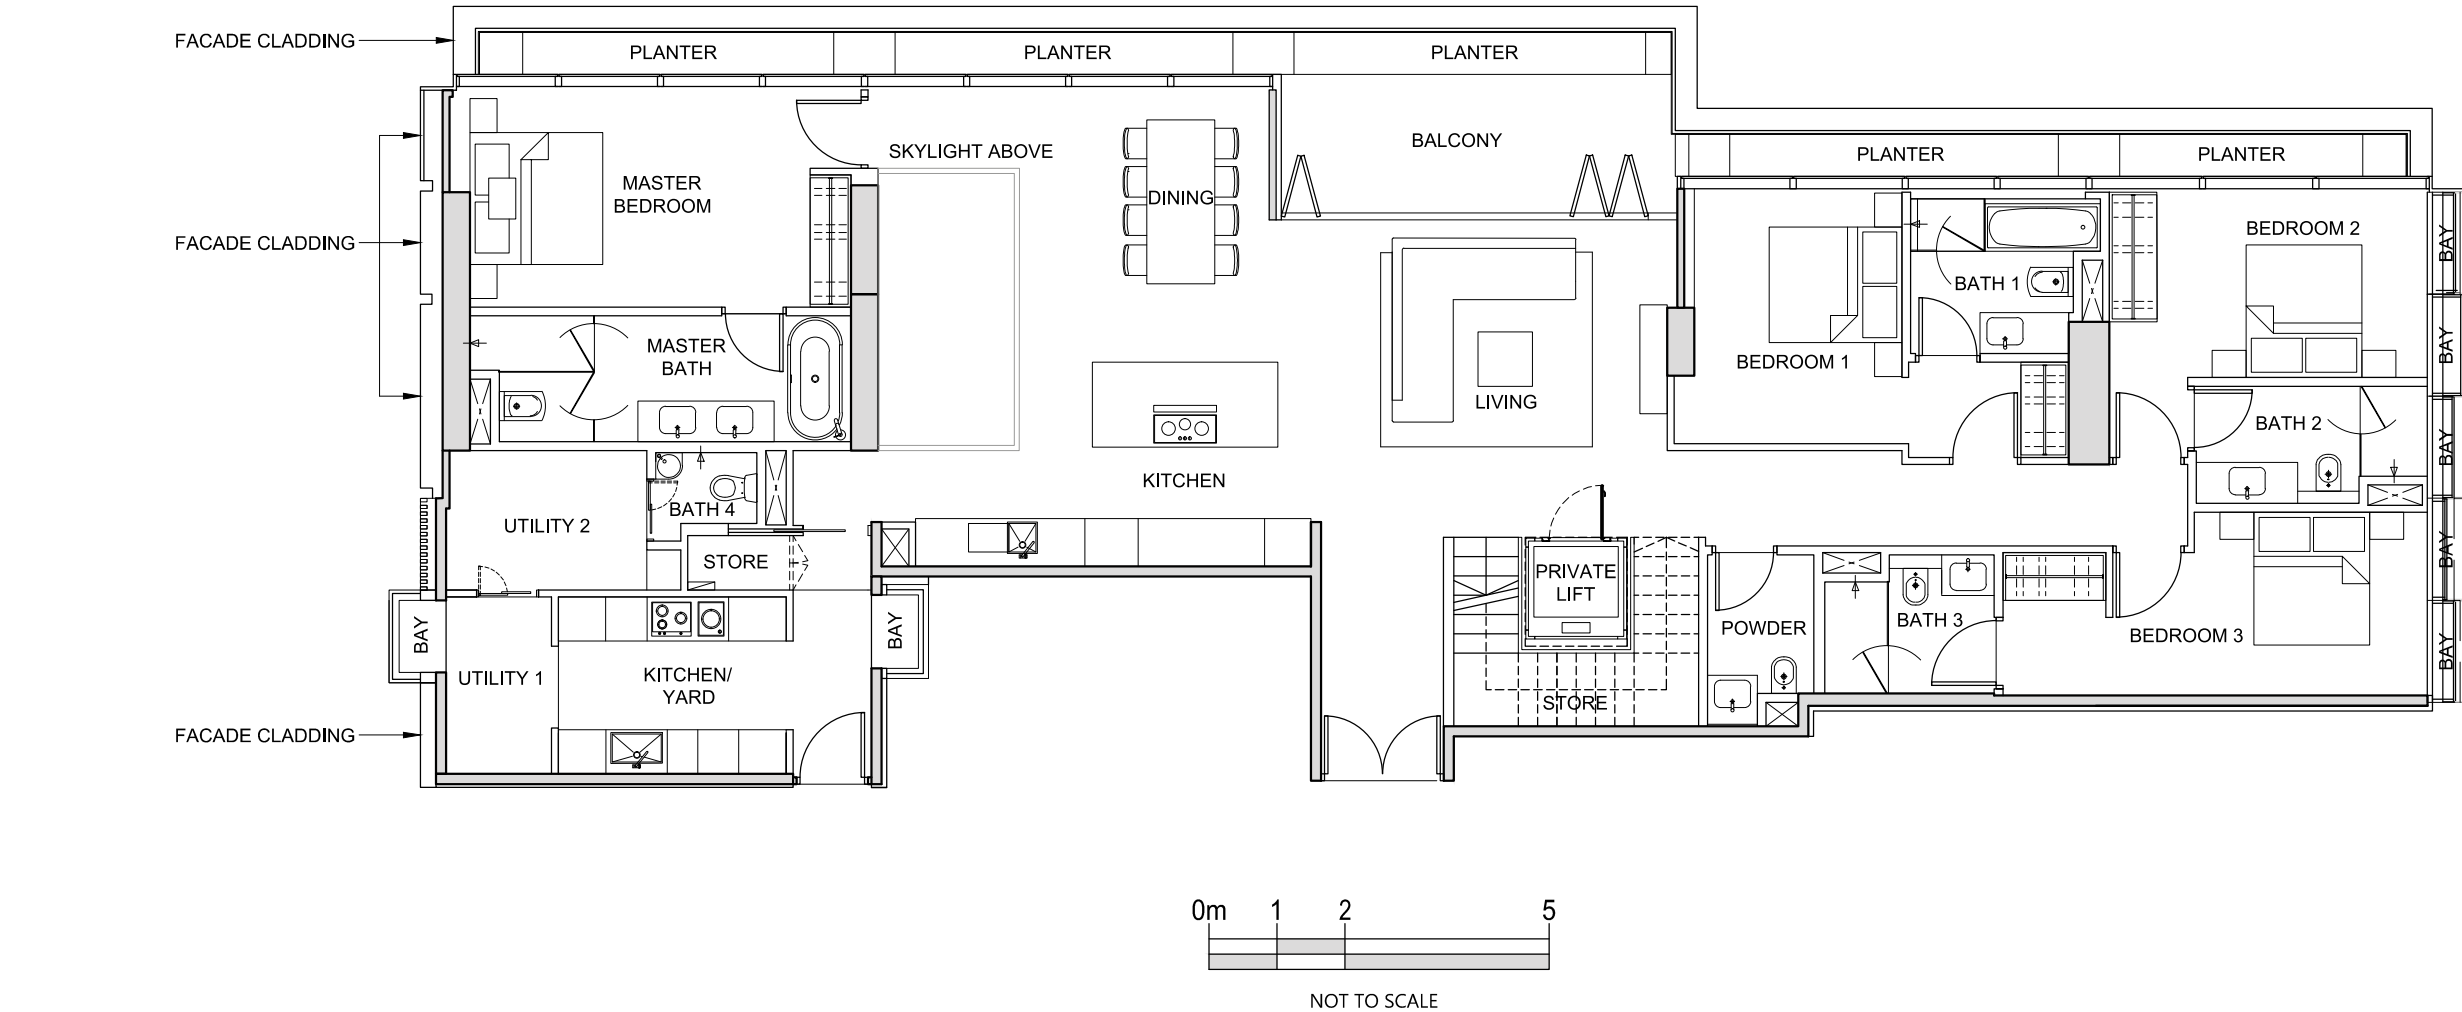 FACADE CLADDING
PLANTER
PLANTER
PLANTER
BALCONY
SKYLIGHT ABOVE
PLANTER
PLANTER
MASTER
BEDROOM
DINING
FACADE CLADDING
BEDROOM 2
BAY
BATH 1
MASTER
BATH
BEDROOM 1
BAY
LIVING
BATH 2
BAY
KITCHEN
BATH 4
UTILITY 2
STORE
PRIVATE
LIFT
BAY
BAY
BAY
POWDER
BATH 3
BEDROOM 3
BAY
UTILITY 1
KITCHEN/
YARD
STORE
FACADE CLADDING
0m 1 2 5
NOT TO SCALE